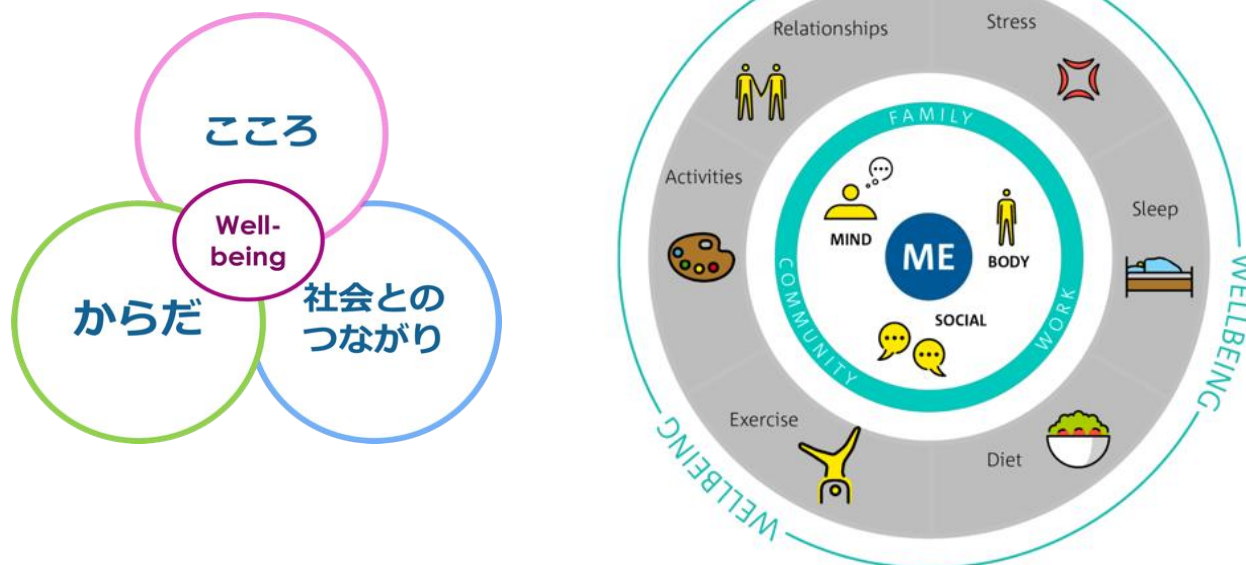 こころ
Well-
being
からだ
社会との
つながり
Relationships
Stress
Activities
Sleep
Exercise
Diet
FAMILY
WORK
COMMUNITY
MIND
ME
BODY
SOCIAL
WELLBEING
WELLBEING